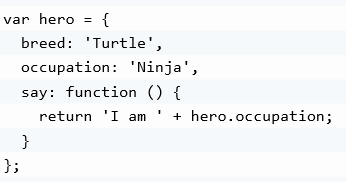 var hero = {
  breed: 'Turtle',
  occupation: 'Ninja',
  say: function () {
    return 'I am ' + hero.occupation;
  }
};